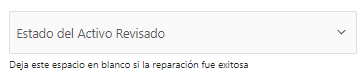 Estado del Activo Revisado
Deja este espacio en blanco si la reparación fue exitosa